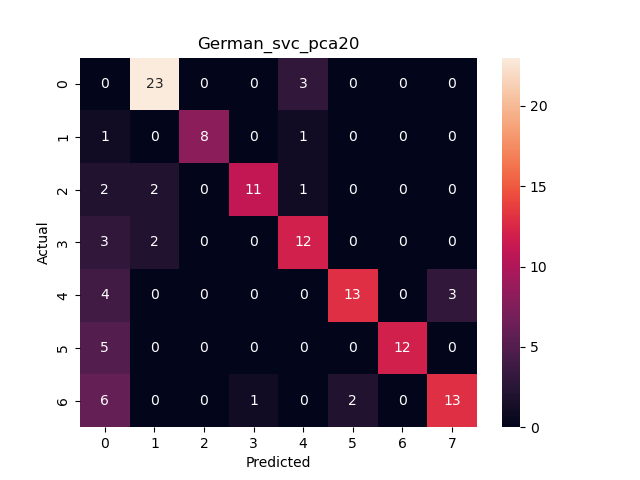 German_svc_pca20
0 0 23 0 0 3 0 0 0
1 1 0 8 0 1 0 0 0
2 2 2 0 11 1 0 0 0
3 3 2 0 0 12 0 0 0
4 4 0 0 0 0 13 0 3
5 5 0 0 0 0 0 12 0
6 6 0 0 1 0 2 0 13
0 1 2 3 4 5 6 7
Actual
Predicted
20
15
10
5
0